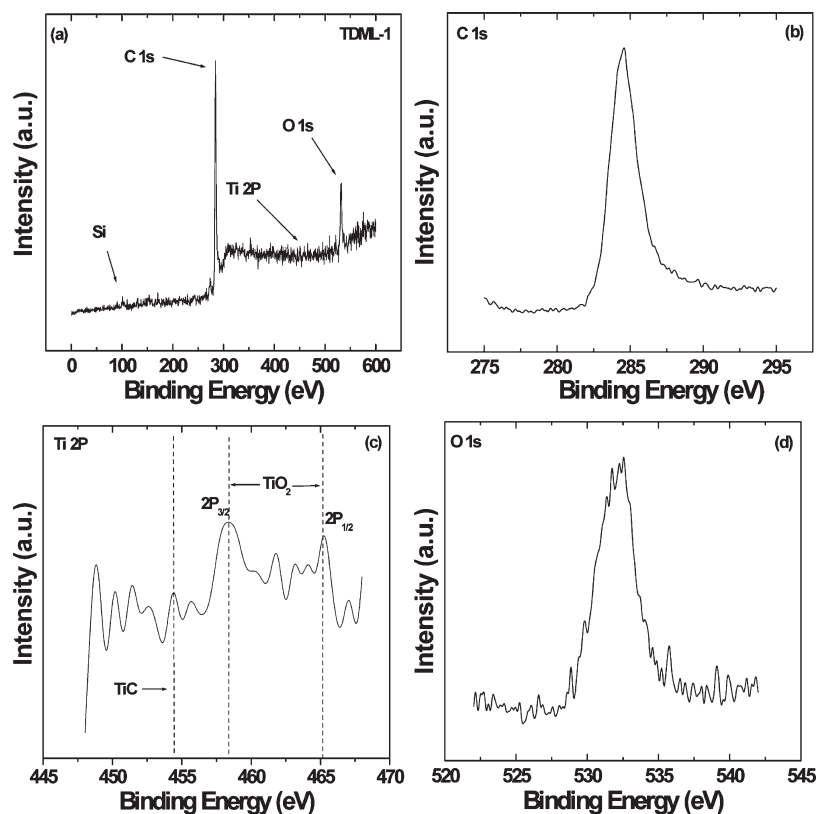 (a) TDML-1
C 1s
O 1s
Ti 2P
Si
Intensity (a.u.)
0 100 200 300 400 500 600
Binding Energy (eV)
C 1s (b)
Intensity (a.u.)
275 280 285 290 295
Binding Energy (eV)
Ti 2P (c)
TiO₂
2P₃/₂
2P₁/₂
TiC
Intensity (a.u.)
445 450 455 460 465 470
Binding Energy (eV)
O 1s (d)
Intensity (a.u.)
520 525 530 535 540 545
Binding Energy (eV)